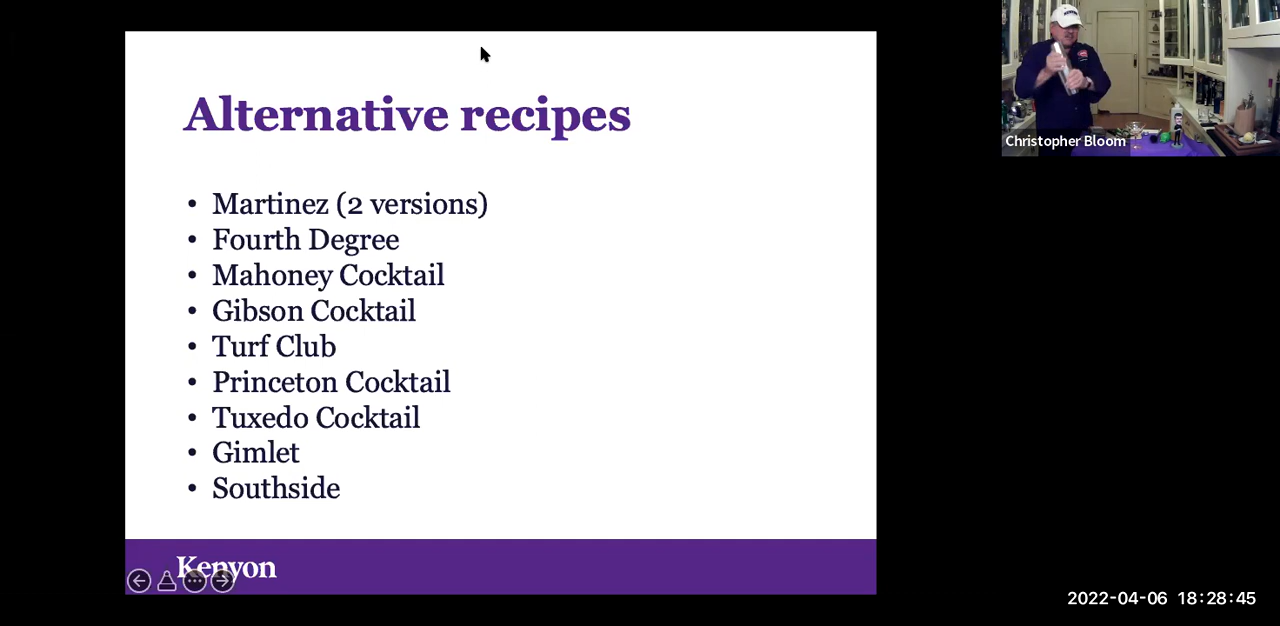 Alternative recipes
• Martinez (2 versions)
• Fourth Degree
• Mahoney Cocktail
• Gibson Cocktail
• Turf Club
• Princeton Cocktail
• Tuxedo Cocktail
• Gimlet
• Southside
Kenyon
Christopher Bloom
2022-04-06 18:28:45